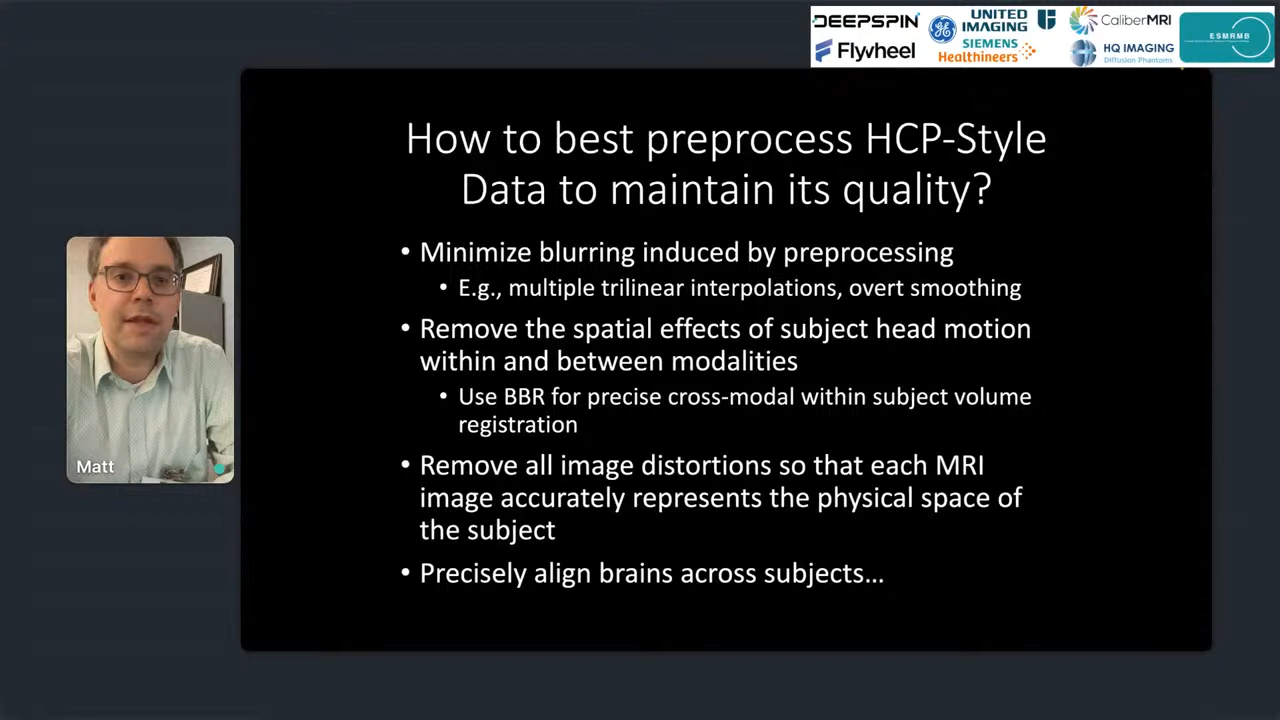 DEEPSPIN
Flywheel
UNITED
IMAGING
SIEMENS
Healthineers
CaliberMRI
HQ IMAGING
Diffusion Phantoms
ESMRMB
How to best preprocess HCP-Style
Data to maintain its quality?
• Minimize blurring induced by preprocessing
• E.g., multiple trilinear interpolations, overt smoothing
• Remove the spatial effects of subject head motion
within and between modalities
• Use BBR for precise cross-modal within subject volume
registration
• Remove all image distortions so that each MRI
image accurately represents the physical space of
the subject
• Precisely align brains across subjects…
Matt